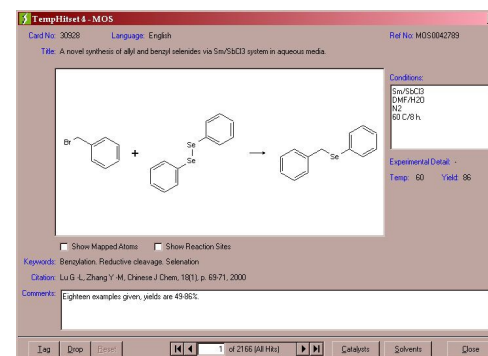 TempHitset 4 - MOS
Card No: 30928 Language: English Ref No: MOS0042789
Title: A novel synthesis of allyl and benzyl selenides via Sm/SbCl3 system in aqueous media.
Conditions:
Sm/SbCl3
DMF/H2O
N2
60 C/8 h.
Br
Se
Se
+
Se
Experimental Detail: -
Temp: 60 Yield: 86
Show Mapped Atoms Show Reaction Sites
Keywords: Benzylation. Reductive cleavage. Selenation
Citation: Lu G -L, Zhang Y -M, Chinese J Chem, 18(1), p. 69-71, 2000
Comments: Eighteen examples given, yields are 49-86%.
Tag Drop Reset 1 of 2166 (All Hits) Catalysts Solvents Close